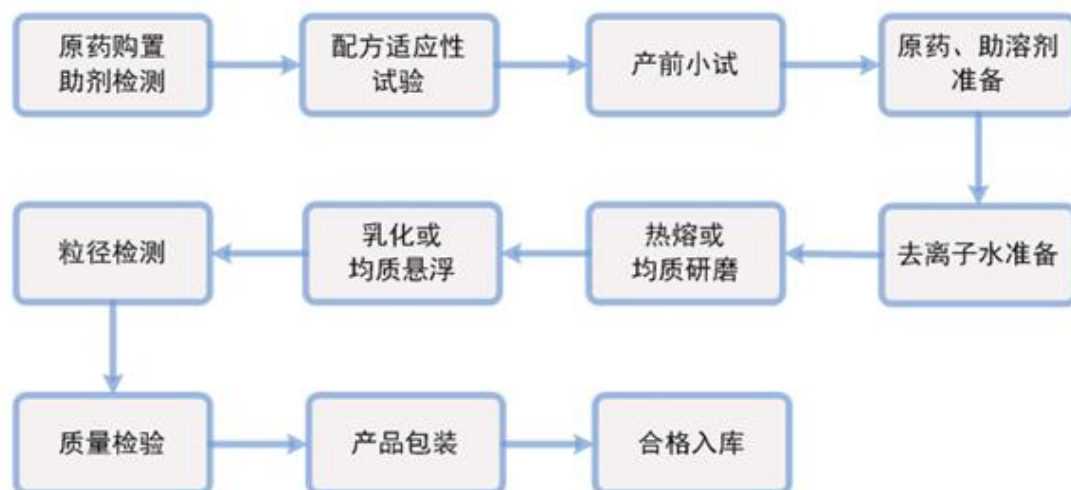 原药购置
助剂检测
配方适应性
试验
产前小试
原药、助溶剂
准备
去离子水准备
热熔或
均质研磨
乳化或
均质悬浮
粒径检测
质量检验
产品包装
合格入库